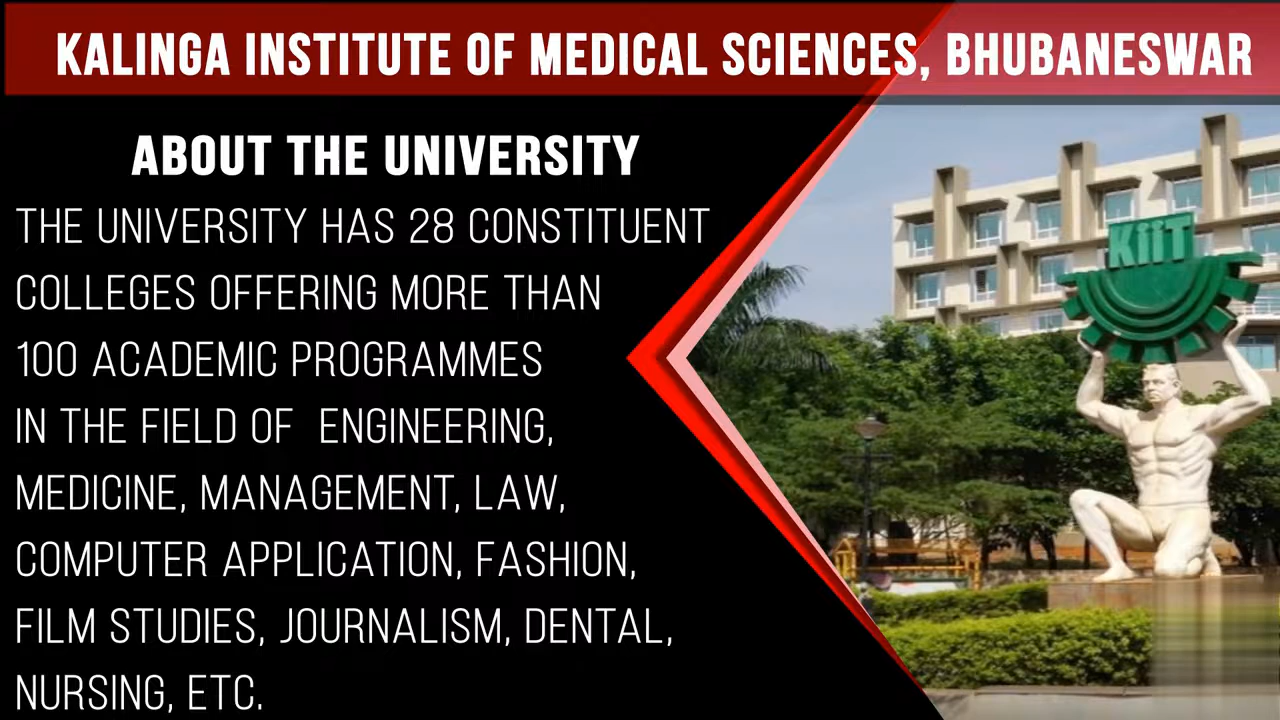 KALINGA INSTITUTE OF MEDICAL SCIENCES, BHUBANESWAR
ABOUT THE UNIVERSITY
THE UNIVERSITY HAS 28 CONSTITUENT
COLLEGES OFFERING MORE THAN
100 ACADEMIC PROGRAMMES
IN THE FIELD OF  ENGINEERING,
MEDICINE, MANAGEMENT, LAW,
COMPUTER APPLICATION, FASHION,
FILM STUDIES, JOURNALISM, DENTAL,
NURSING, ETC.
KiiT